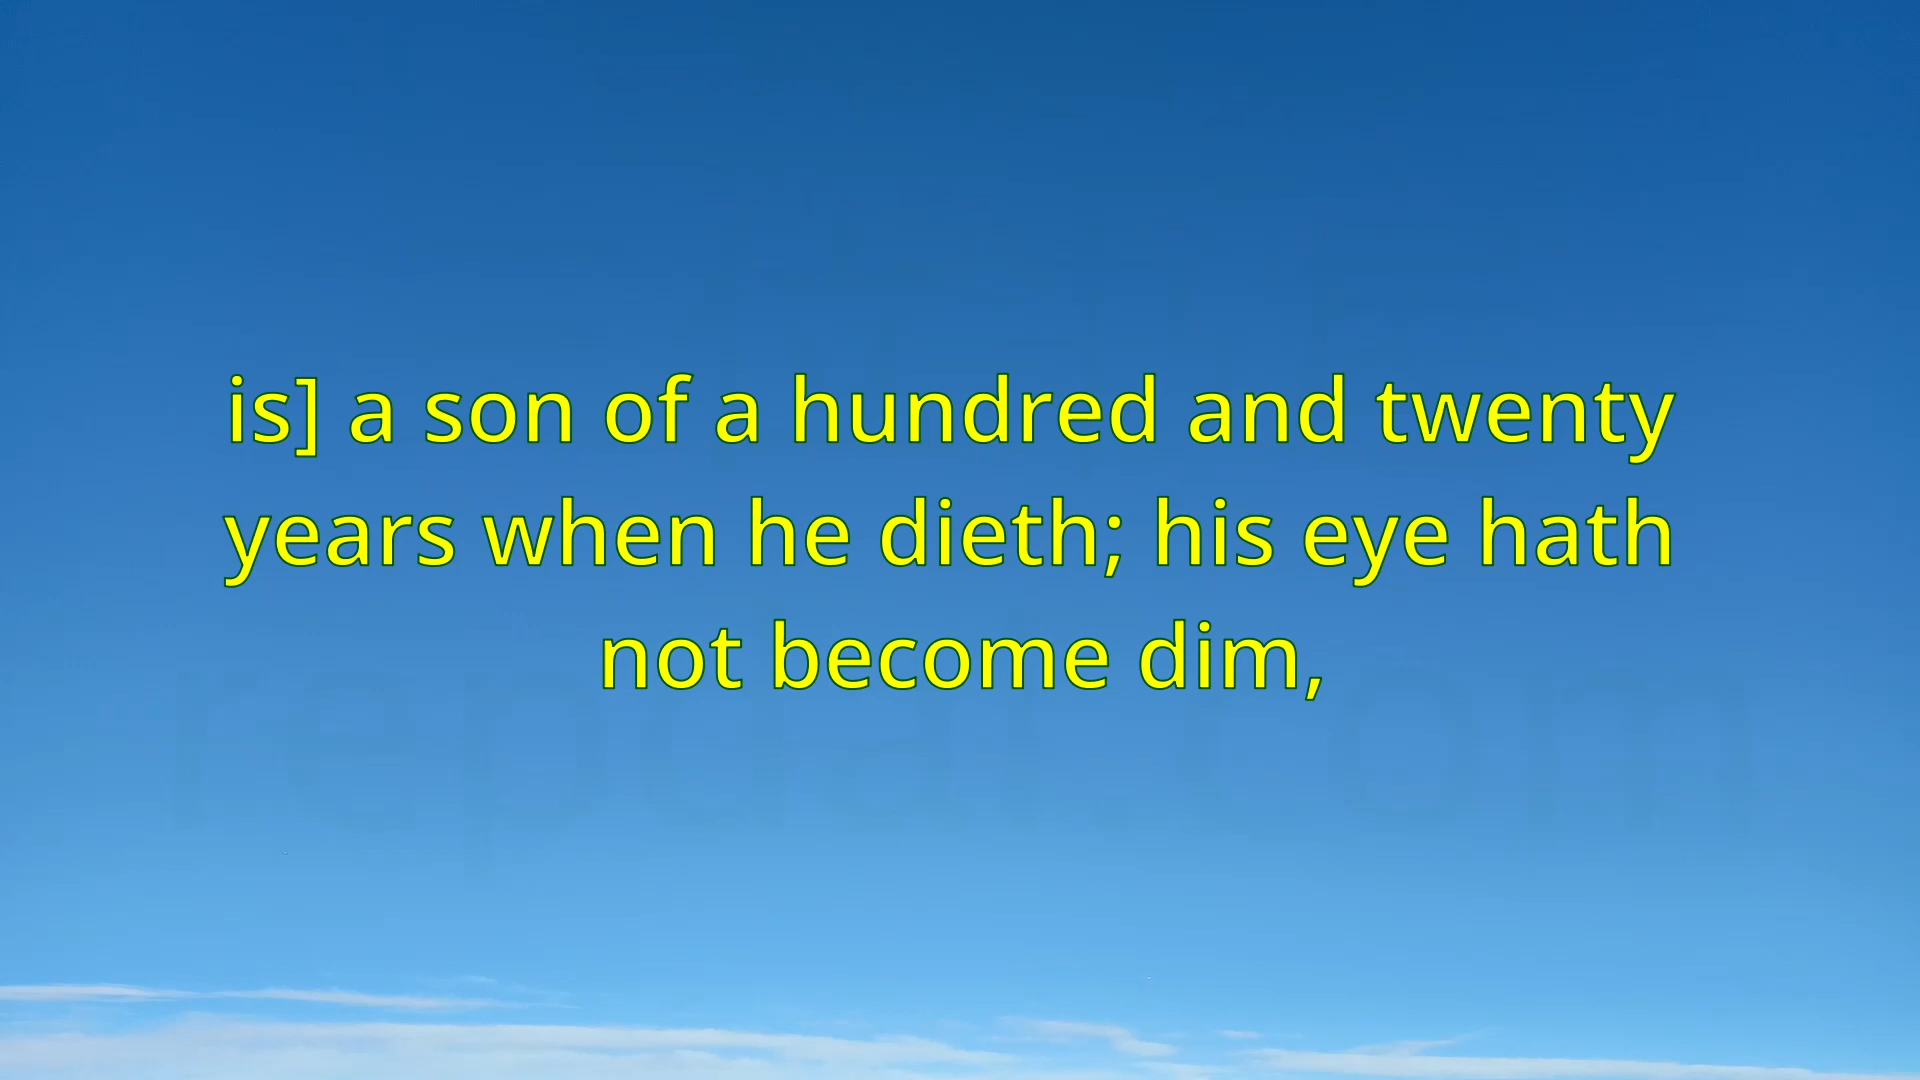 is] a son of a hundred and twenty
years when he dieth; his eye hath
not become dim,